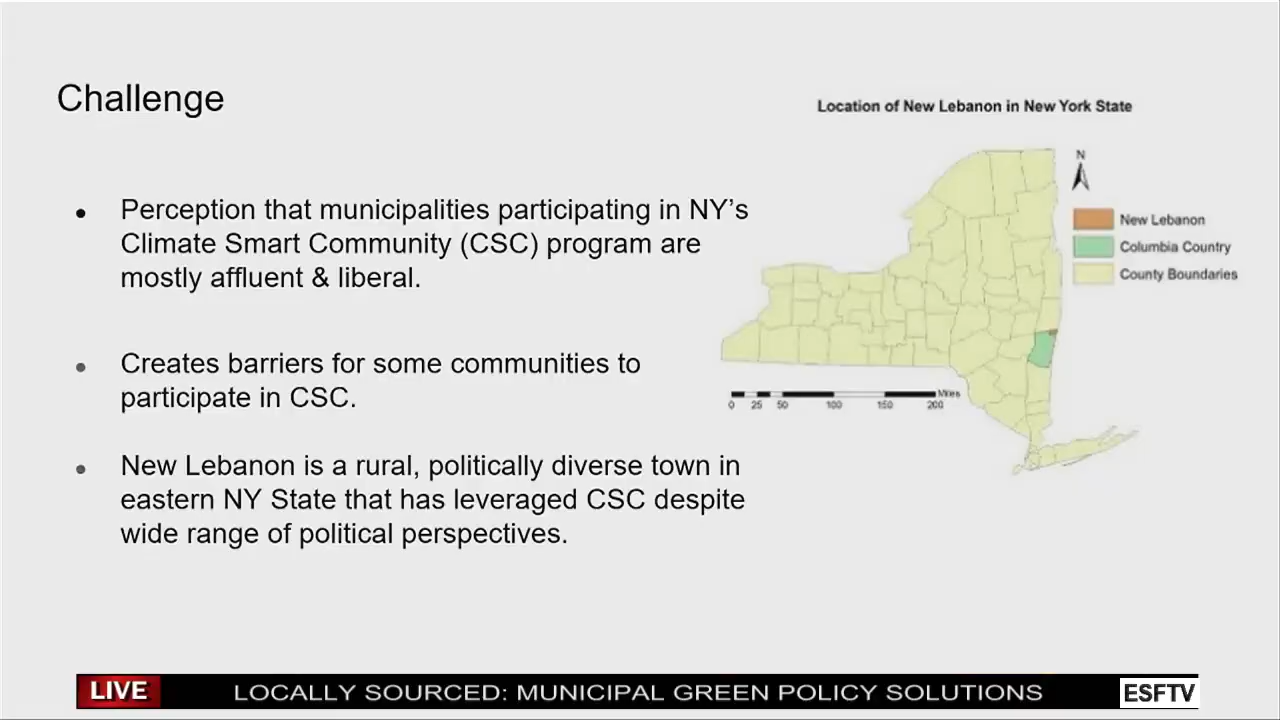 Challenge
Location of New Lebanon in New York State
N
New Lebanon
Columbia Country
County Boundaries
Miles
0 25 50 100 150 200
• Perception that municipalities participating in NY’s
Climate Smart Community (CSC) program are
mostly affluent & liberal.
• Creates barriers for some communities to
participate in CSC.
• New Lebanon is a rural, politically diverse town in
eastern NY State that has leveraged CSC despite
wide range of political perspectives.
LIVE
LOCALLY SOURCED: MUNICIPAL GREEN POLICY SOLUTIONS
ESFTV